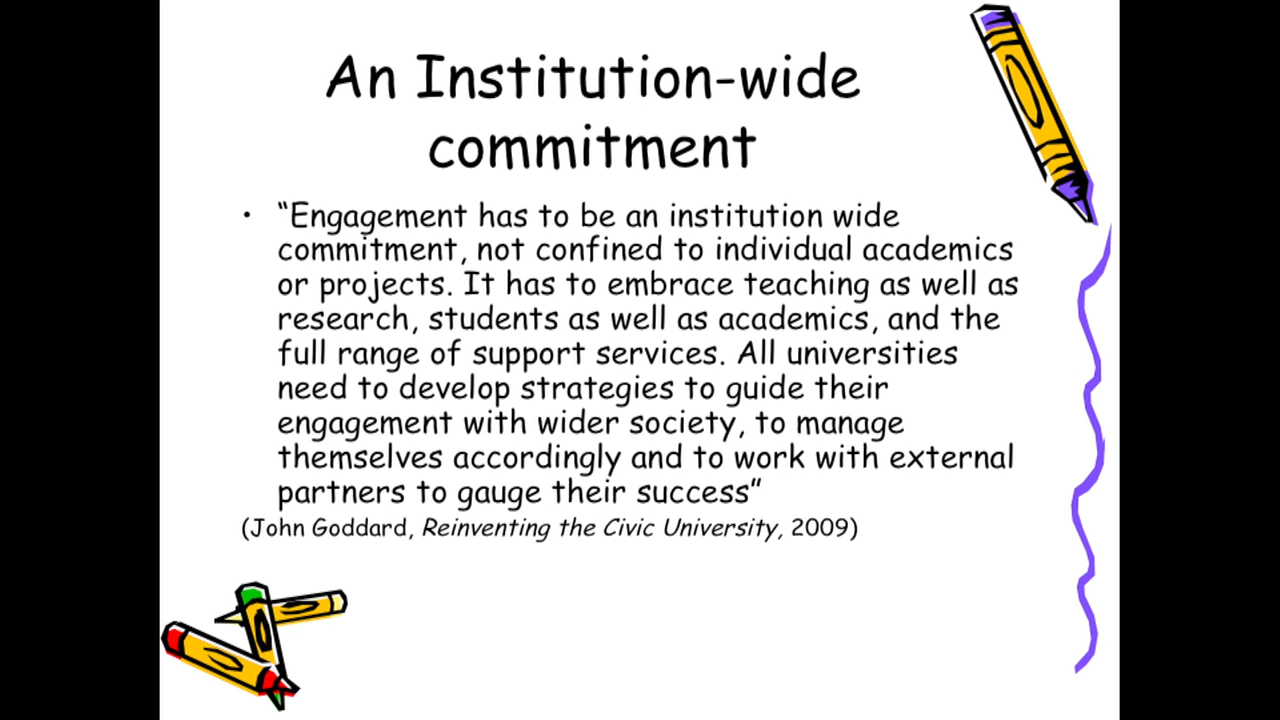 An Institution-wide
commitment
• “Engagement has to be an institution wide
commitment, not confined to individual academics
or projects. It has to embrace teaching as well as
research, students as well as academics, and the
full range of support services. All universities
need to develop strategies to guide their
engagement with wider society, to manage
themselves accordingly and to work with external
partners to gauge their success”
(John Goddard, Reinventing the Civic University, 2009)